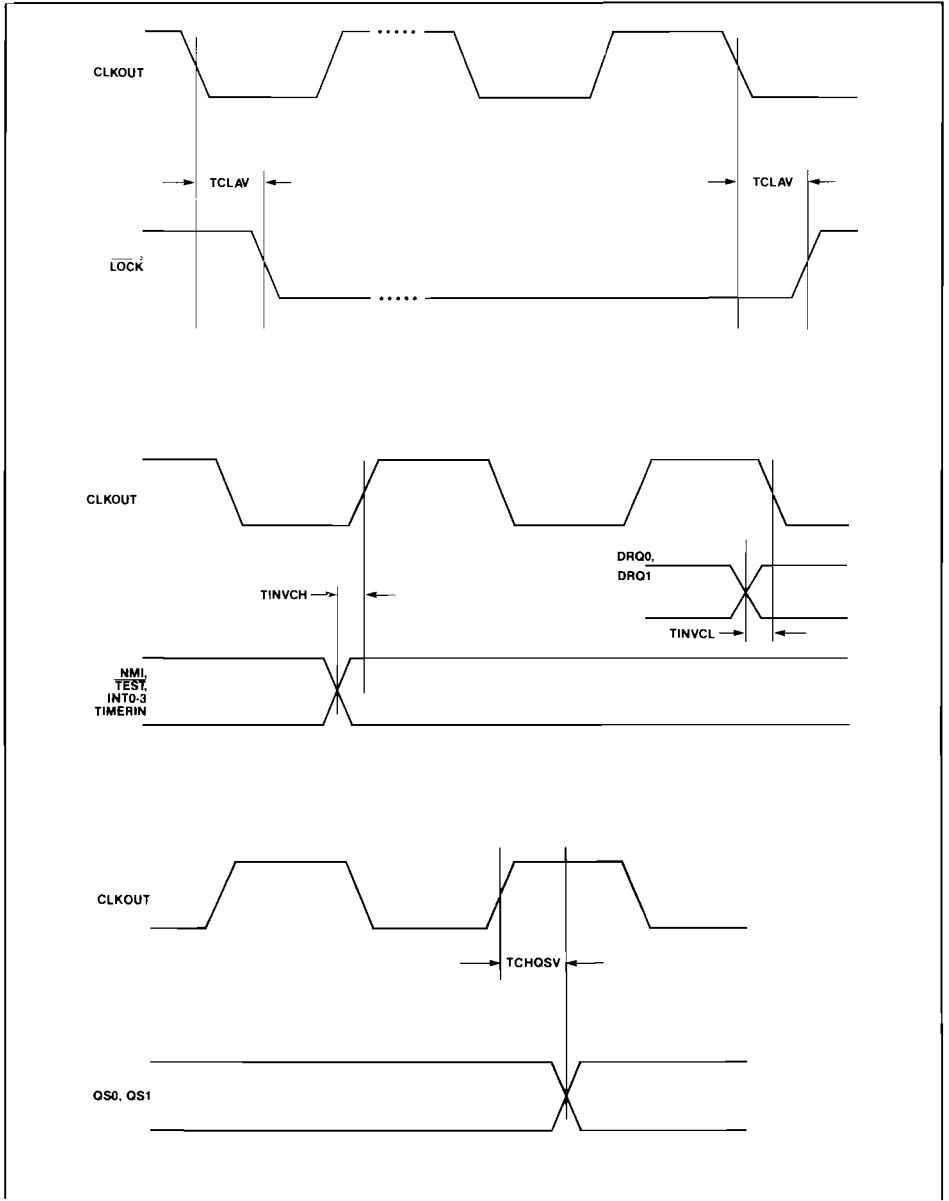 CLKOUT
TCLAV TCLAV
LOCK
CLKOUT
DRQ0,
DRQ1
TINVCH
TINVCL
NMI,
TEST,
INT0-3
TIMERIN
CLKOUT
TCHQSV
QS0, QS1